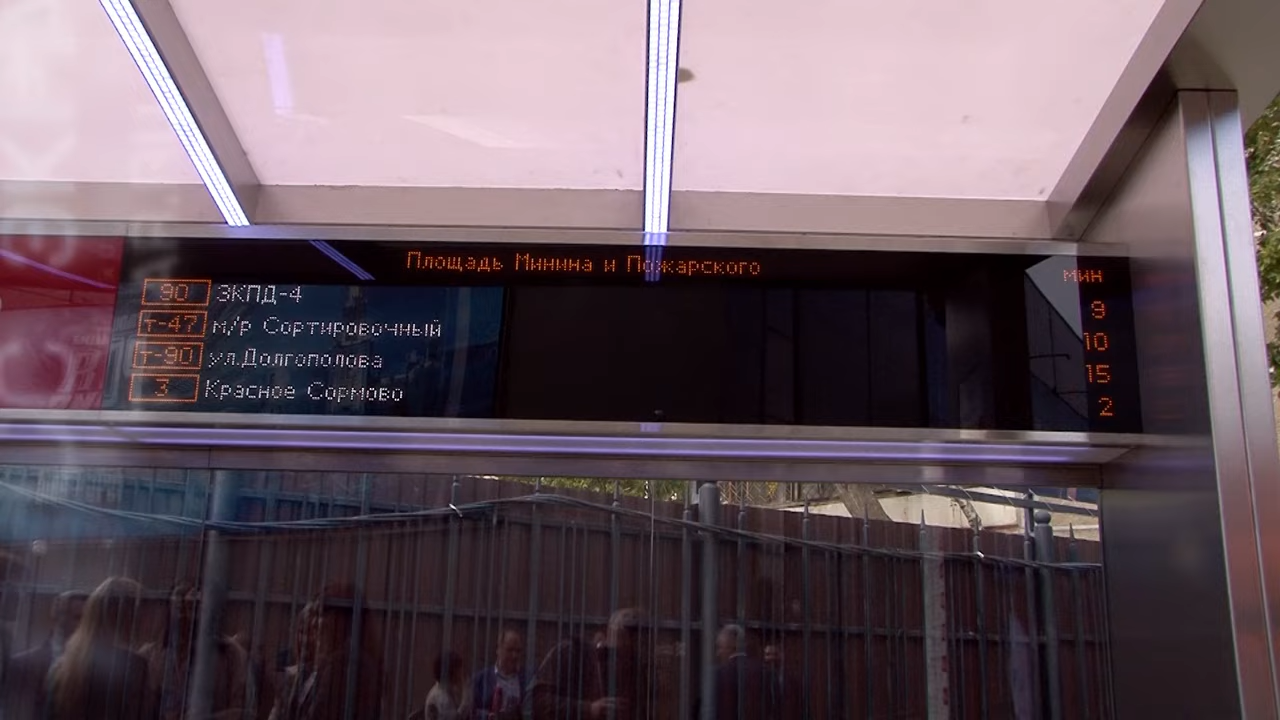 Площадь Минина и Пожарского
мин
90 ЗКПД-4 9
т-47 м/р Сортировочный 10
т-90 ул.Долгополова 15
3 Красное Сормово 2